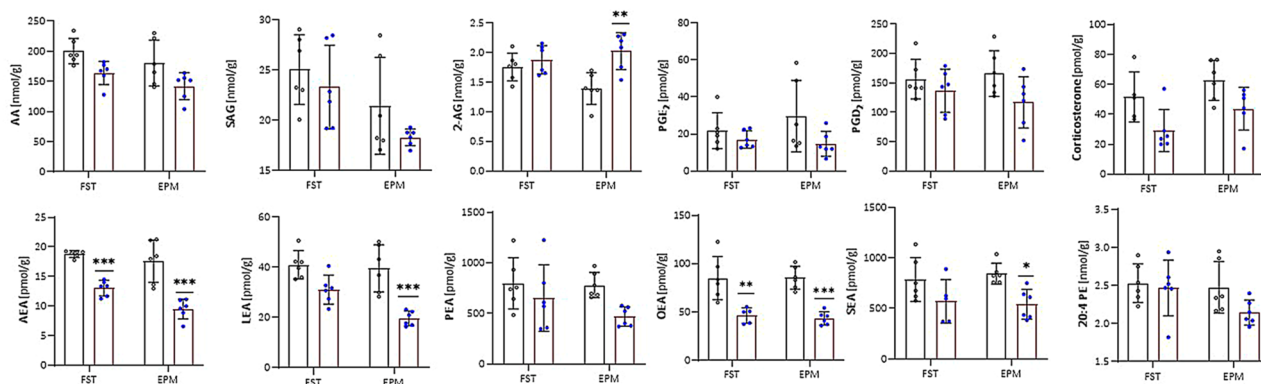 AA [nmol/g]
250
200
150
100
50
0
FST
EPM
SAG [nmol/g]
30
25
20
15
FST
EPM
2-AG [nmol/g]
2.5
2.0
1.5
1.0
0.5
0.0
**
FST
EPM
PGE₂ [pmol/g]
80
60
40
20
0
FST
EPM
PGD₂ [pmol/g]
250
200
150
100
50
0
FST
EPM
Corticosterone [pmol/g]
100
80
60
40
20
0
FST
EPM
AEA [pmol/g]
25
20
15
10
5
0
***
***
FST
EPM
LEA [pmol/g]
60
40
20
0
***
FST
EPM
PEA [pmol/g]
1500
1000
500
0
FST
EPM
OEA [pmol/g]
150
100
50
0
**
***
FST
EPM
SEA [pmol/g]
1500
1000
500
0
*
FST
EPM
20:4 PE [pmol/g]
3.5
3.0
2.5
2.0
1.5
FST
EPM